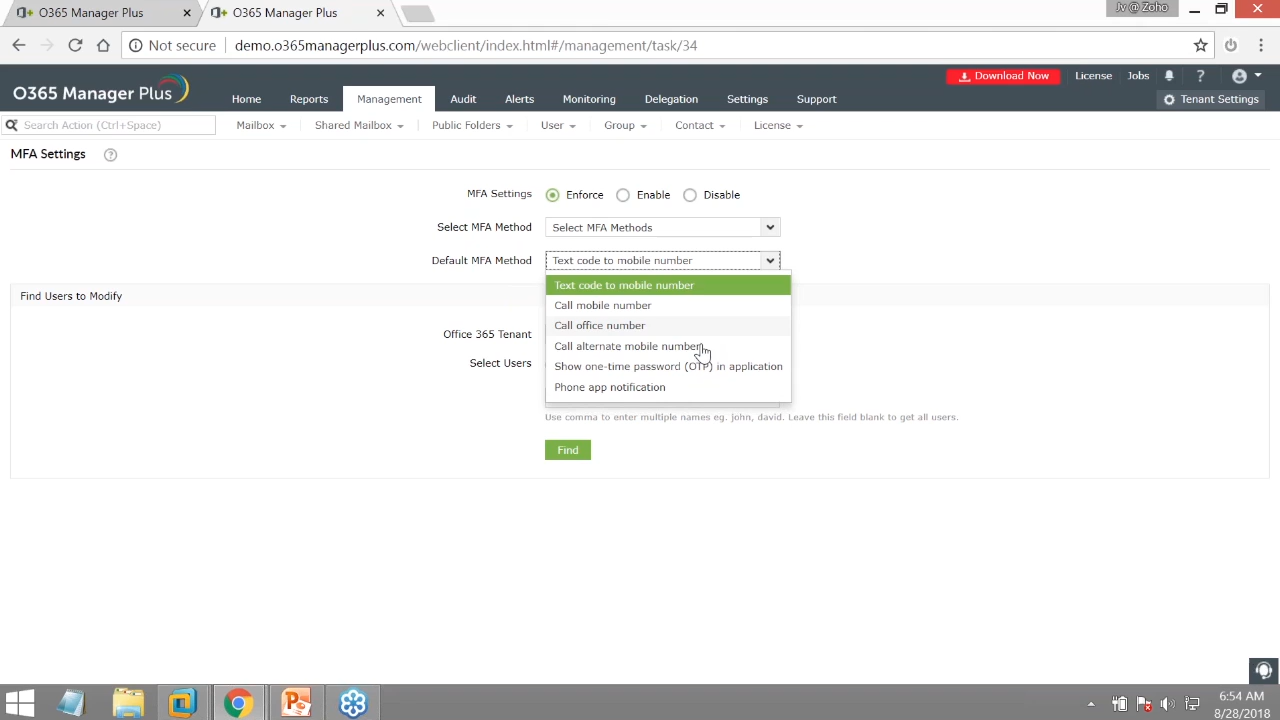 O365 Manager Plus
O365 Manager Plus
Jv @ Zoho
Not secure
demo.o365managerplus.com/webclient/index.html#/management/task/34
Download Now
License
Jobs
?
O365 Manager Plus
Home
Reports
Management
Audit
Alerts
Monitoring
Delegation
Settings
Support
Tenant Settings
Search Action (Ctrl+Space)
Mailbox
Shared Mailbox
Public Folders
User
Group
Contact
License
MFA Settings
?
MFA Settings
Enforce
Enable
Disable
Select MFA Method
Select MFA Methods
Default MFA Method
Text code to mobile number
Text code to mobile number
Find Users to Modify
Call mobile number
Call office number
Office 365 Tenant
Call alternate mobile number
Select Users
Show one-time password (OTP) in application
Phone app notification
Use comma to enter multiple names eg. john, david. Leave this field blank to get all users.
Find
6:54 AM
8/28/2018